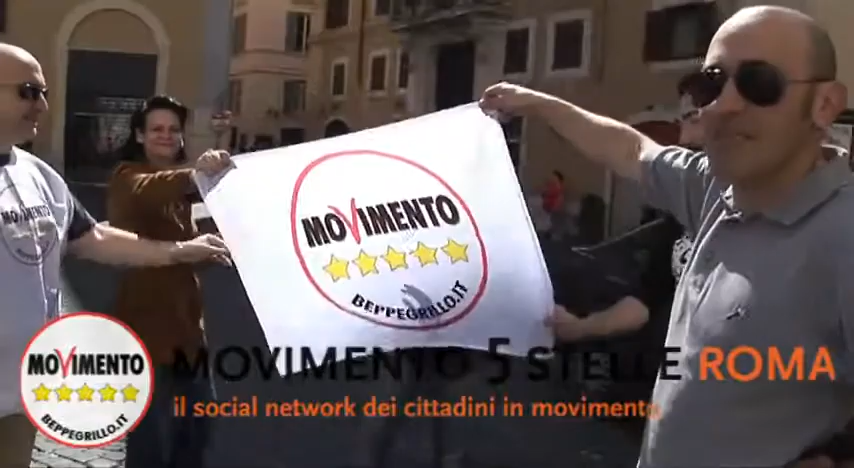 MOVIMENTO
BEPPEGRILLO.IT
MOVIMENTO
MOVIMENTO
BEPPEGRILLO.IT
MOVIMENTO 5 STELLE ROMA
il social network dei cittadini in movimento